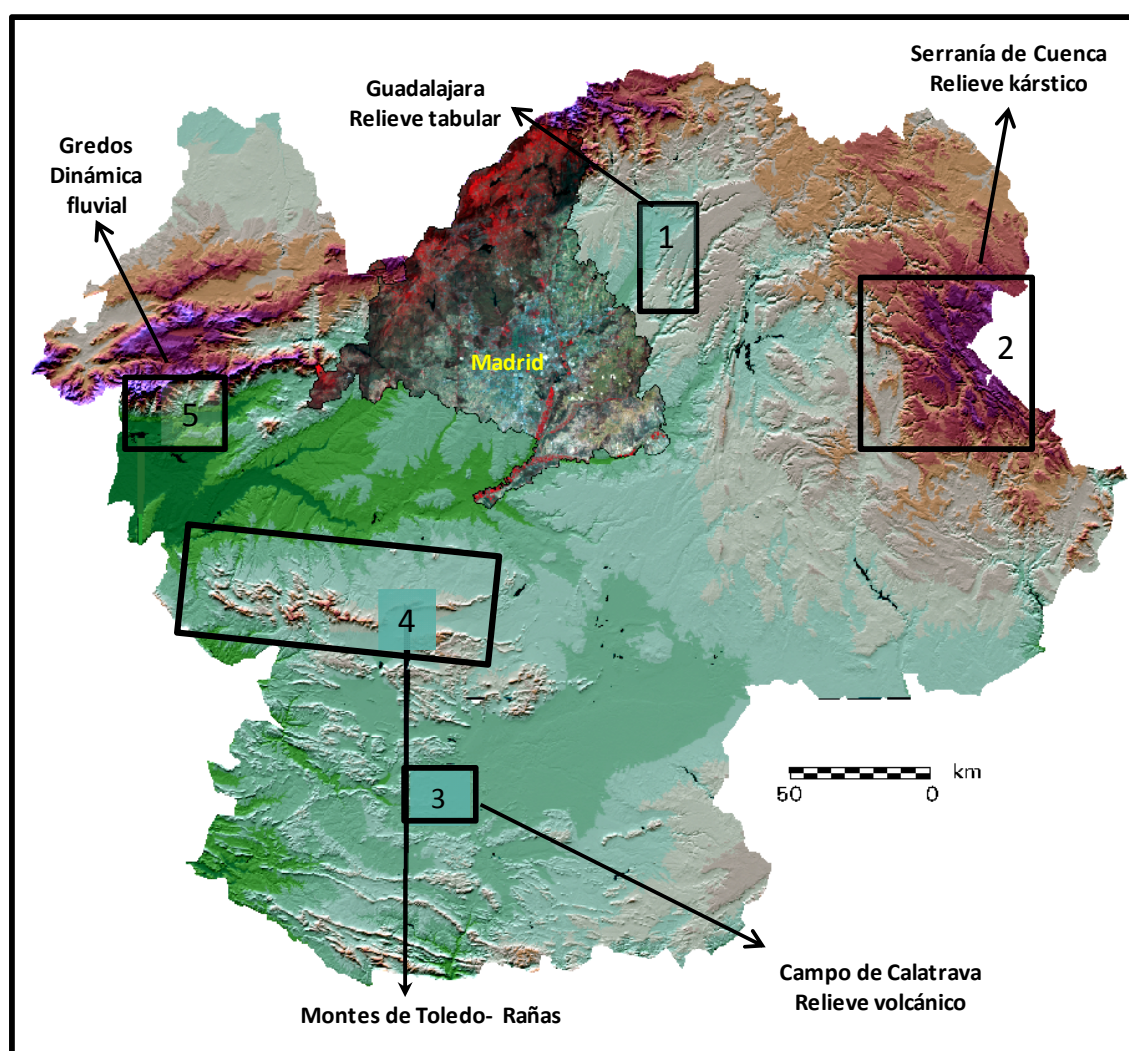 Serranía de Cuenca
Relieve kárstico
Guadalajara
Relieve tabular
Gredos
Dinámica
fluvial
1
2
Madrid
5
4
3
km
50 0
Campo de Calatrava
Relieve volcánico
Montes de Toledo- Rañas